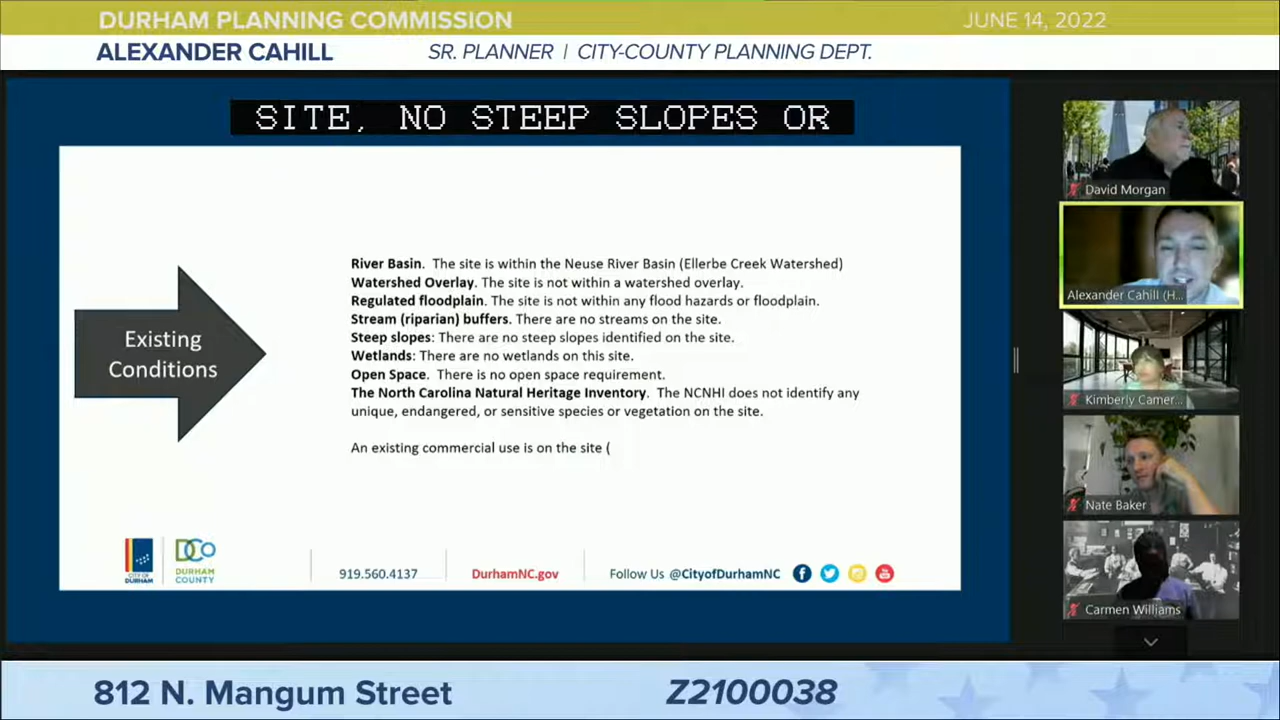 DURHAM PLANNING COMMISSION
JUNE 14, 2022
ALEXANDER CAHILL
SR. PLANNER | CITY-COUNTY PLANNING DEPT.
SITE, NO STEEP SLOPES OR
Existing
Conditions
River Basin. The site is within the Neuse River Basin (Ellerbe Creek Watershed)
Watershed Overlay. The site is not within a watershed overlay.
Regulated floodplain. The site is not within any flood hazards or floodplain.
Stream (riparian) buffers. There are no streams on the site.
Steep slopes: There are no steep slopes identified on the site.
Wetlands: There are no wetlands on this site.
Open Space. There is no open space requirement.
The North Carolina Natural Heritage Inventory. The NCNHI does not identify any
unique, endangered, or sensitive species or vegetation on the site.
An existing commercial use is on the site (
CITY OF
DURHAM
DCO
DURHAM
COUNTY
919.560.4137
DurhamNC.gov
Follow Us @CityofDurhamNC
David Morgan
Alexander Cahill (H...
Kimberly Camer...
Nate Baker
Carmen Williams
812 N. Mangum Street
Z2100038